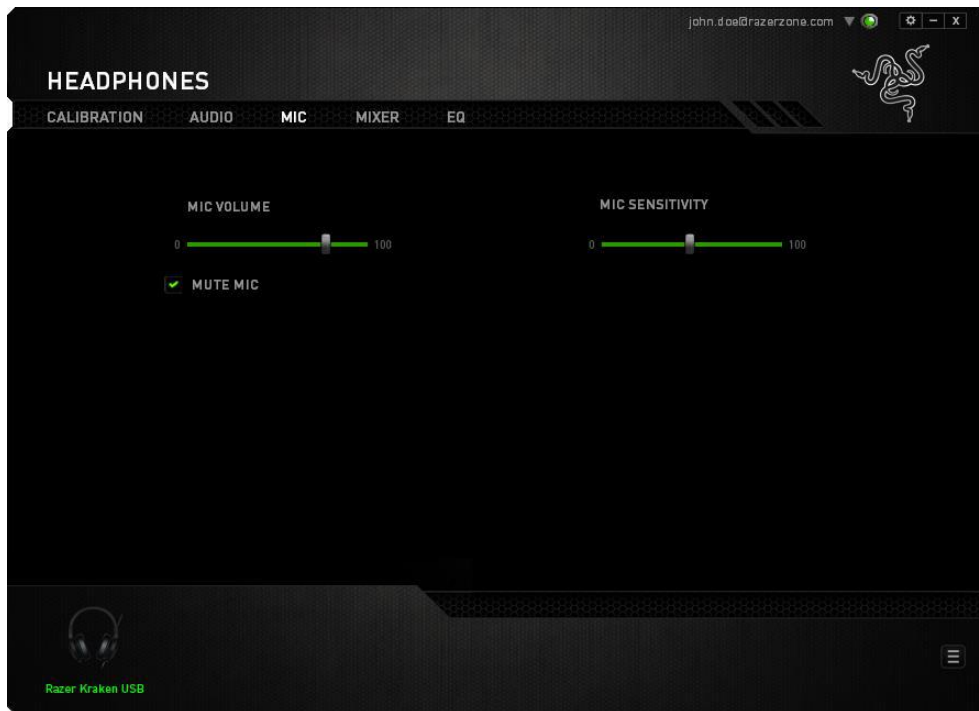 john.doe@razerzone.com
HEADPHONES
CALIBRATION AUDIO MIC MIXER EQ
MIC VOLUME MIC SENSITIVITY
0 100 0 100
MUTE MIC
Razer Kraken USB